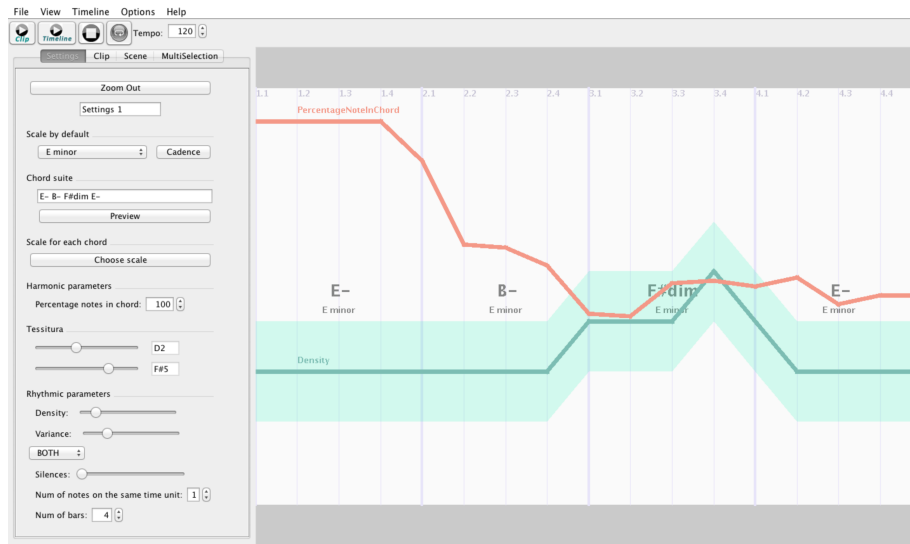 File View Timeline Options Help
Clip Timeline Tempo: 120
Settings Clip Scene MultiSelection
Zoom Out
Settings 1
Scale by default
E minor Cadence
Chord suite
E- B- F#dim E-
Preview
Scale for each chord
Choose scale
Harmonic parameters
Percentage notes in chord: 100
Tessitura
D2
F#5
Rhythmic parameters
Density:
Variance:
BOTH
Silences:
Num of notes on the same time unit: 1
Num of bars: 4
1.1 1.2 1.3 1.4 2.1 2.2 2.3 2.4 3.1 3.2 3.3 3.4 4.1 4.2 4.3 4.4
PercentageNoteInChord
E- B- F#dim E-
E minor E minor E minor E minor
Density